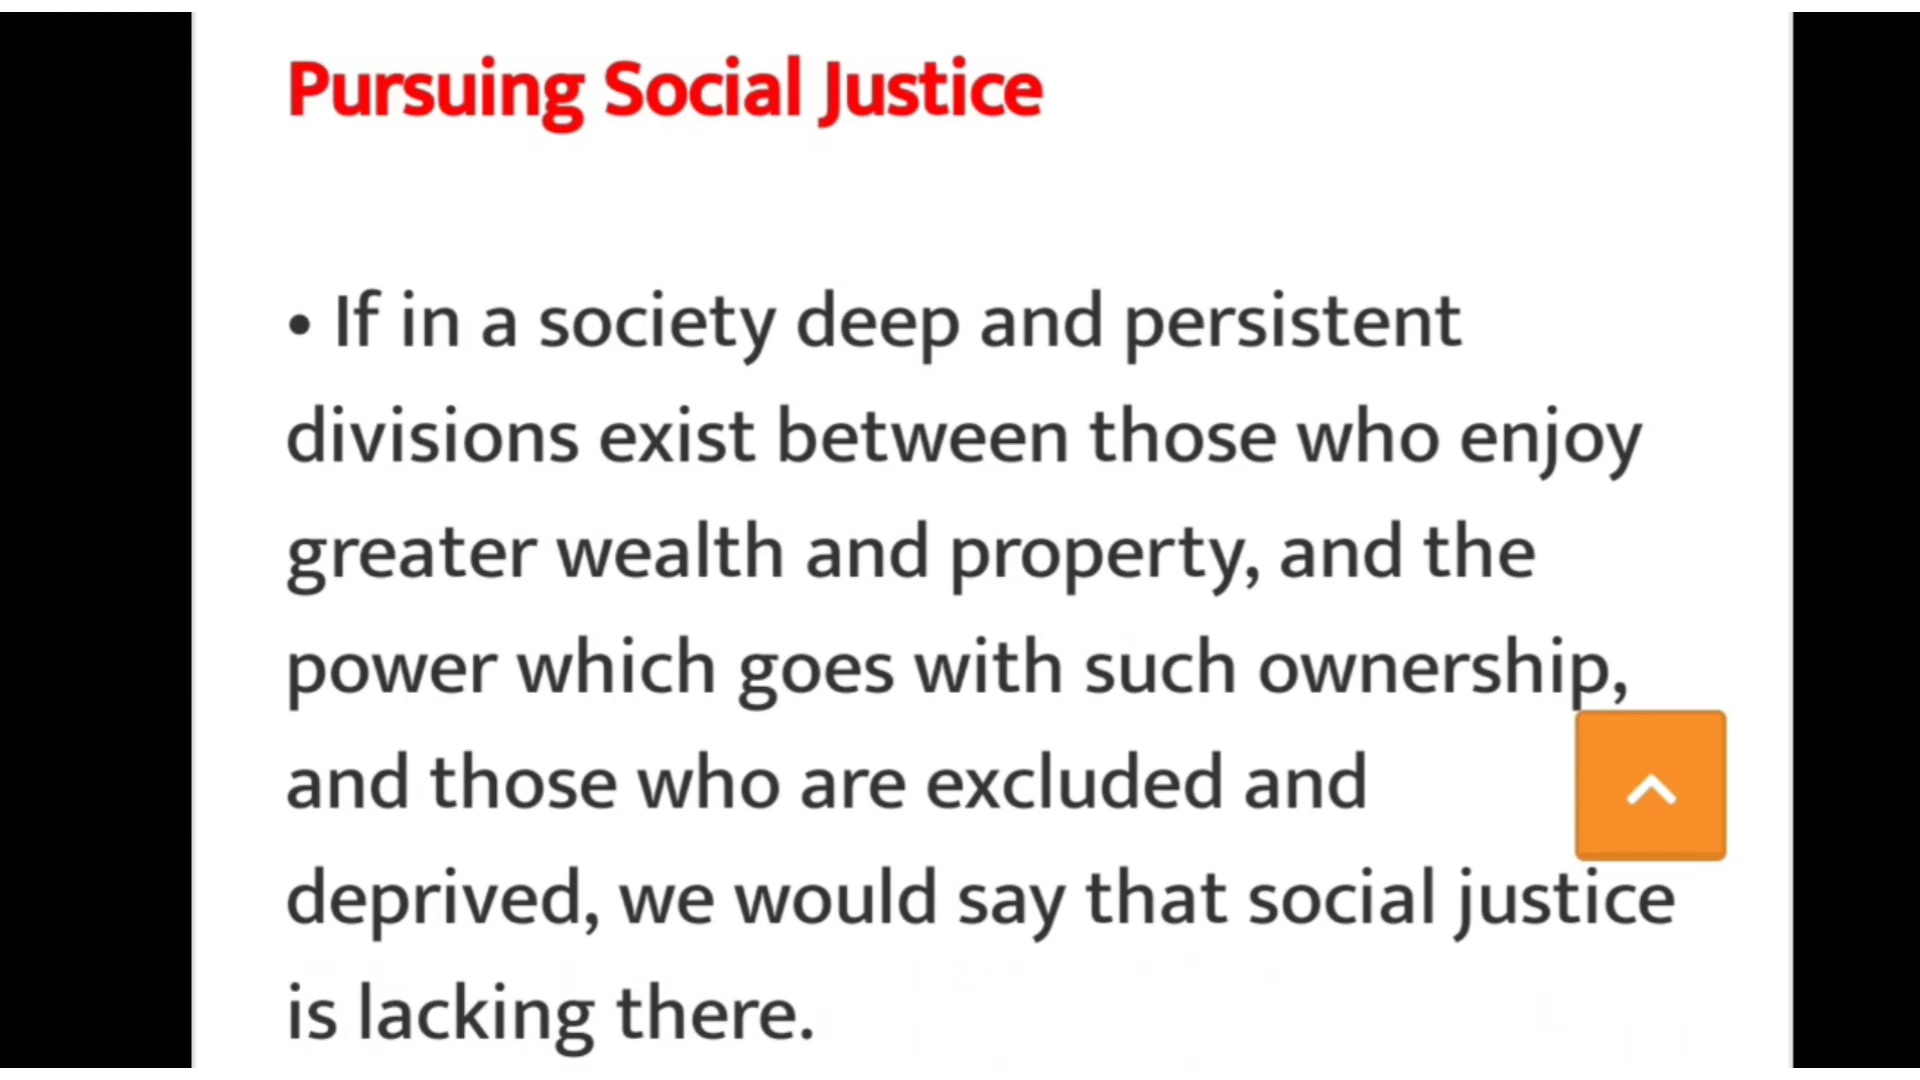 Pursuing Social Justice
• If in a society deep and persistent
divisions exist between those who enjoy
greater wealth and property, and the
power which goes with such ownership,
and those who are excluded and
deprived, we would say that social justice
is lacking there.